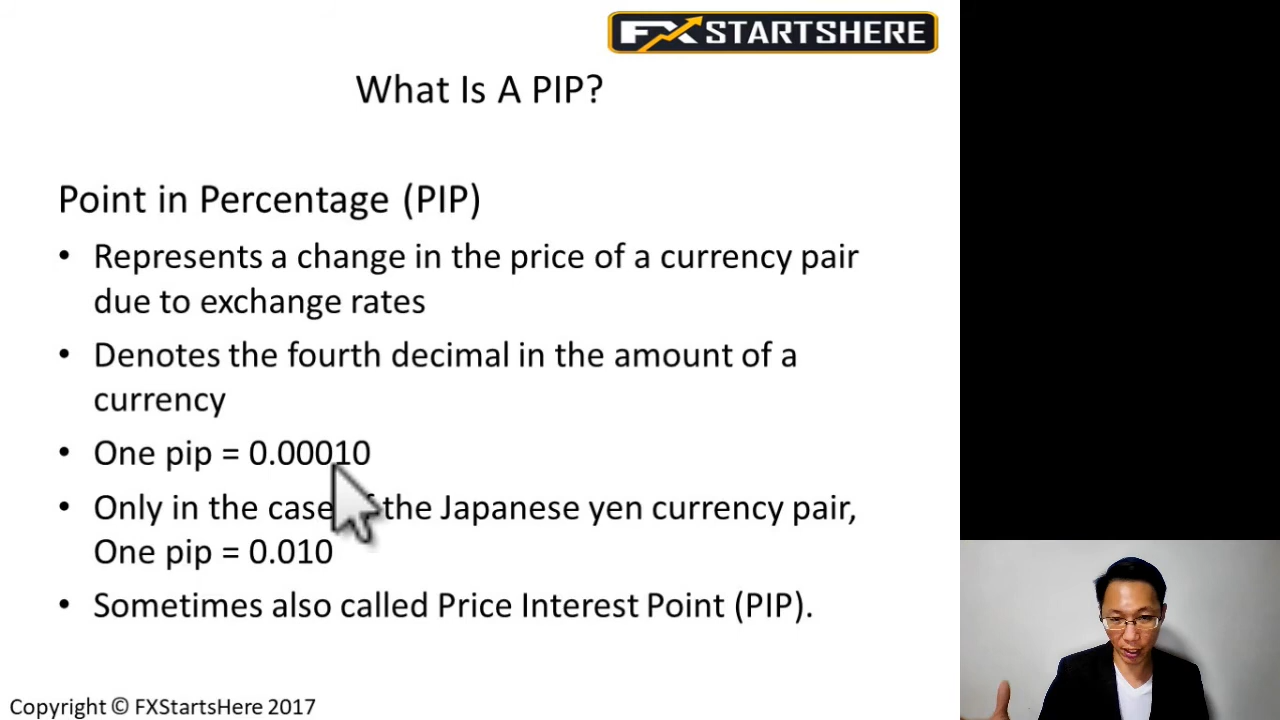 FX STARTSHERE
What Is A PIP?
Point in Percentage (PIP)
• Represents a change in the price of a currency pair
due to exchange rates
• Denotes the fourth decimal in the amount of a
currency
• One pip = 0.00010
• Only in the case of the Japanese yen currency pair,
One pip = 0.010
• Sometimes also called Price Interest Point (PIP).
Copyright © FXStartsHere 2017